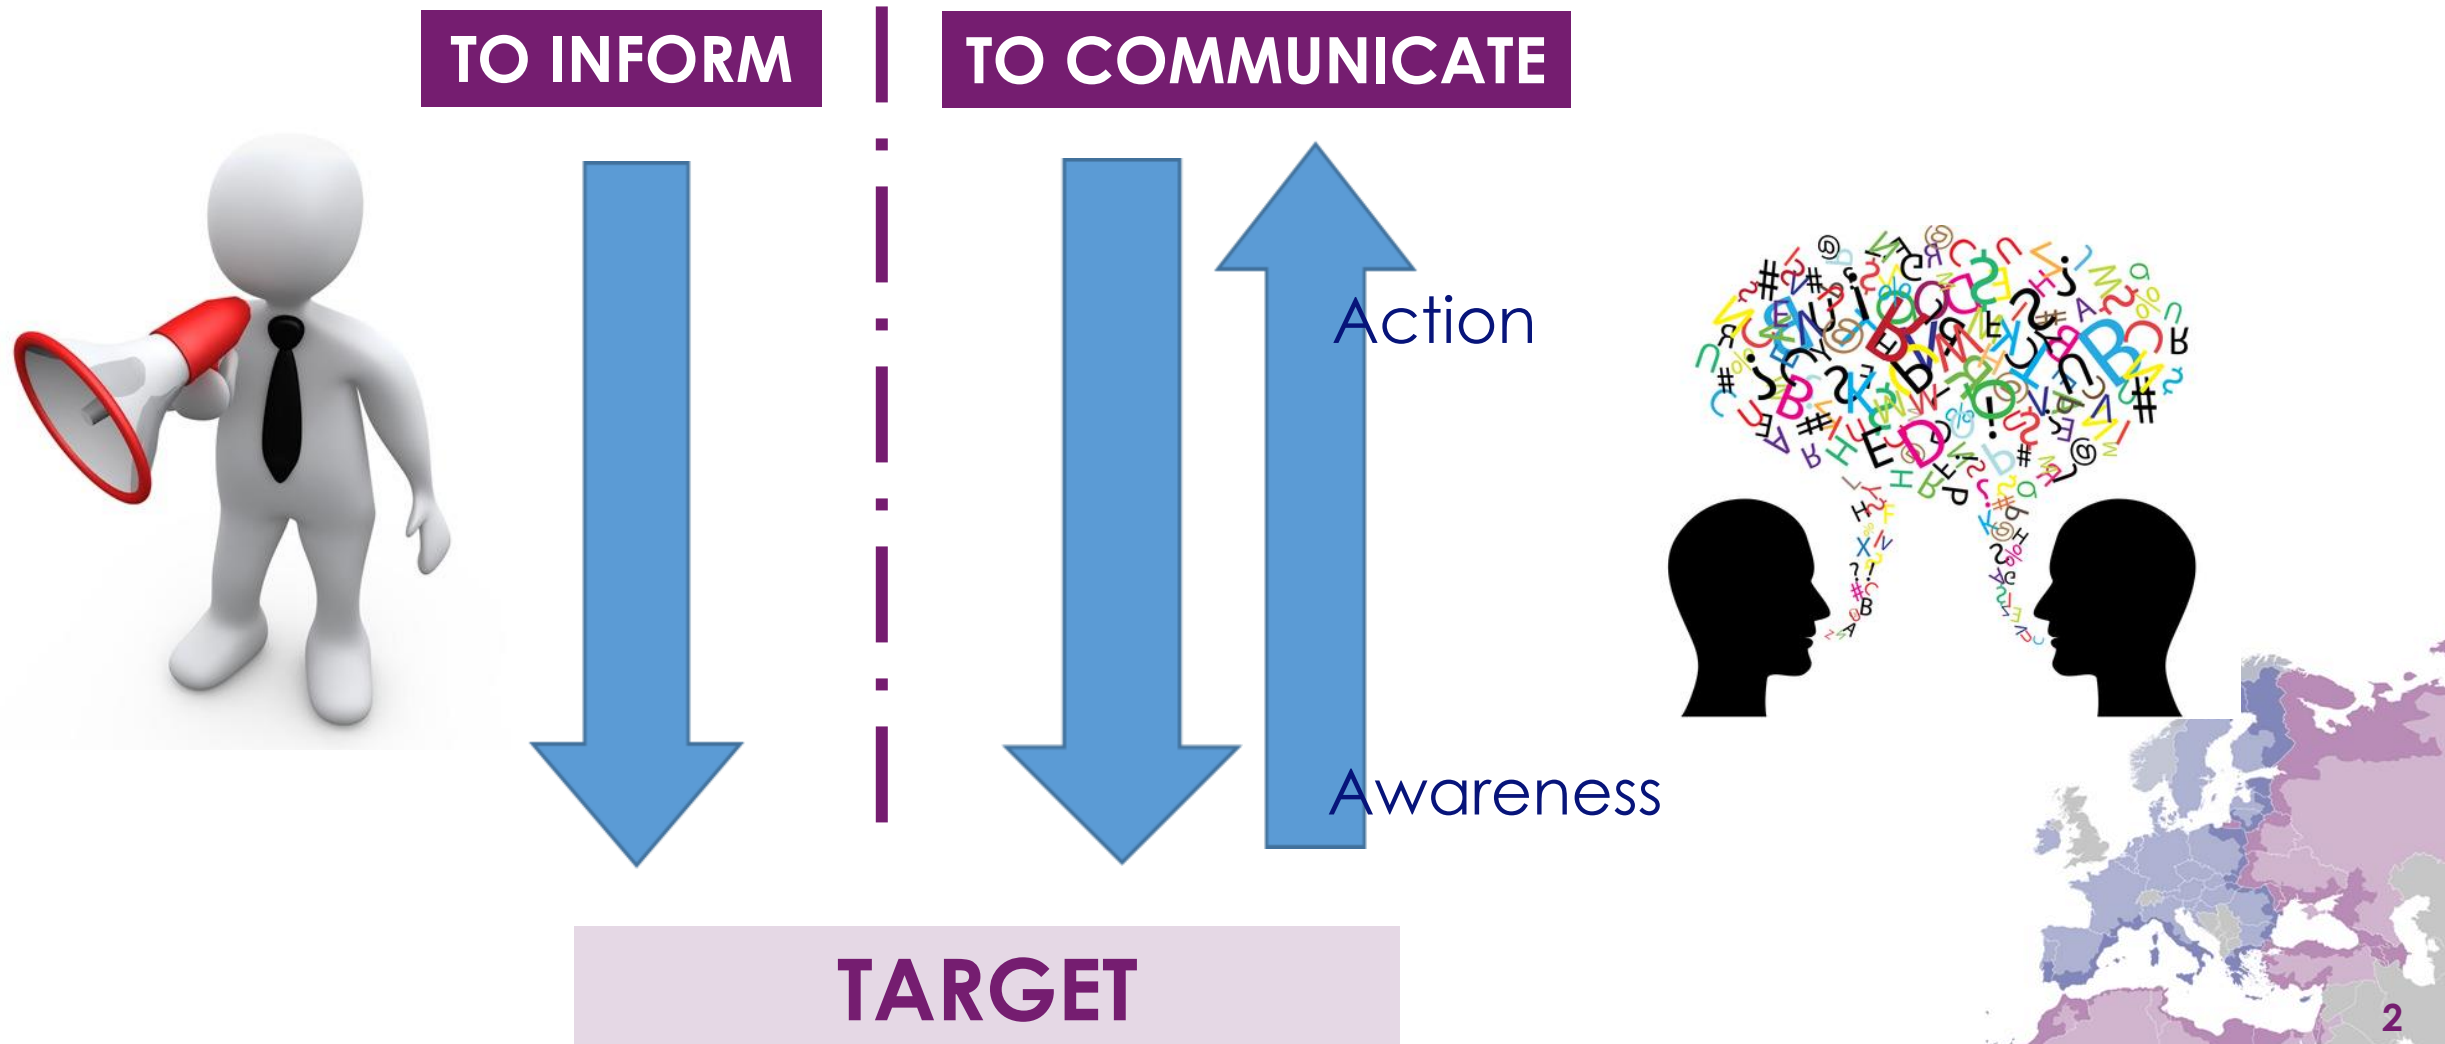 TO INFORM
TO COMMUNICATE
Action
Awareness
TARGET
2